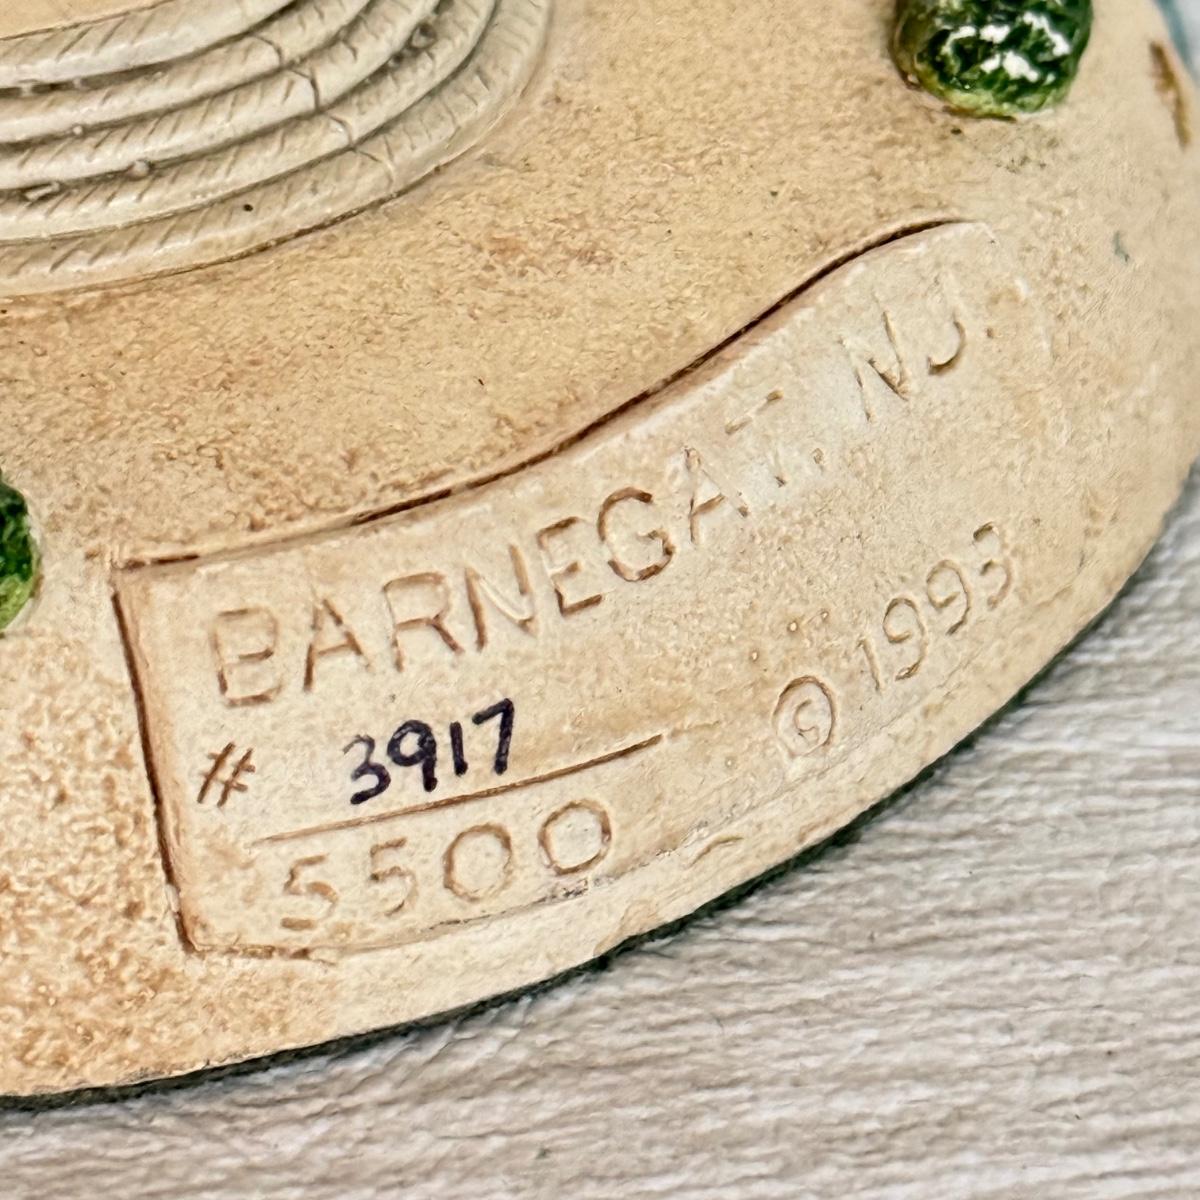 BARNEGAT. NJ.
# 3917
5500
© 1993